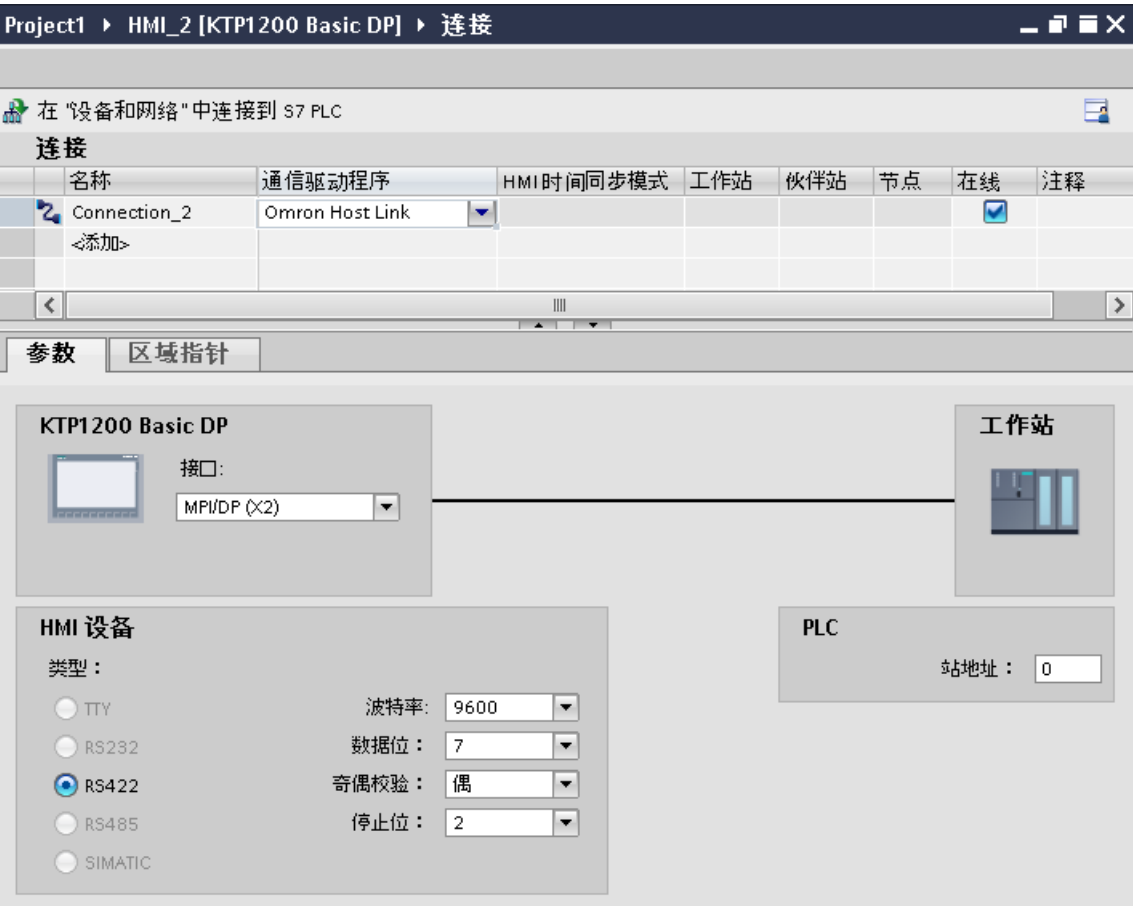 Project1 ▸ HMI_2 [KTP1200 Basic DP] ▸ 连接
在 "设备和网络" 中连接到 S7 PLC
连接
名称 通信驱动程序 HMI时间同步模式 工作站 伙伴站 节点 在线 注释
Connection_2 Omron Host Link
<添加>
参数 区域指针
KTP1200 Basic DP 工作站
接口:
MPI/DP (X2)
HMI 设备 PLC
类型： 站地址： 0
TTY 波特率: 9600
RS232 数据位： 7
RS422 奇偶校验： 偶
RS485 停止位： 2
SIMATIC